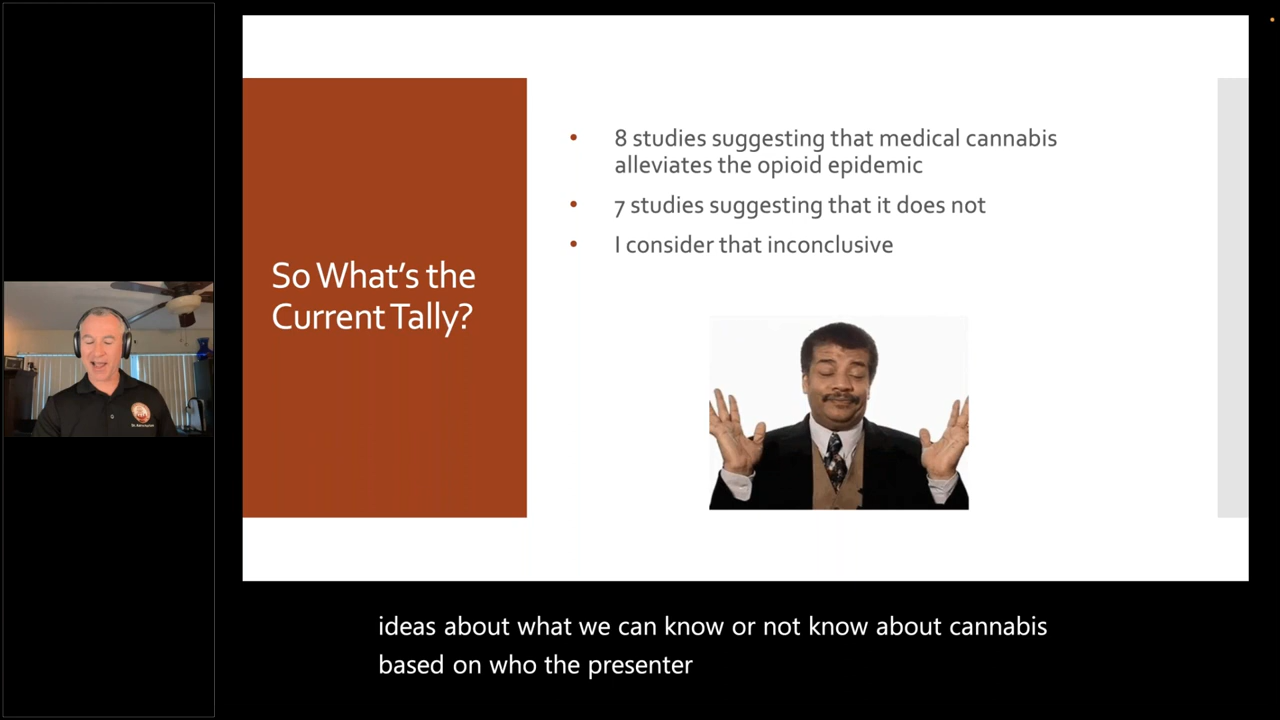 So What's the
Current Tally?
• 8 studies suggesting that medical cannabis
alleviates the opioid epidemic
• 7 studies suggesting that it does not
• I consider that inconclusive
ideas about what we can know or not know about cannabis
based on who the presenter